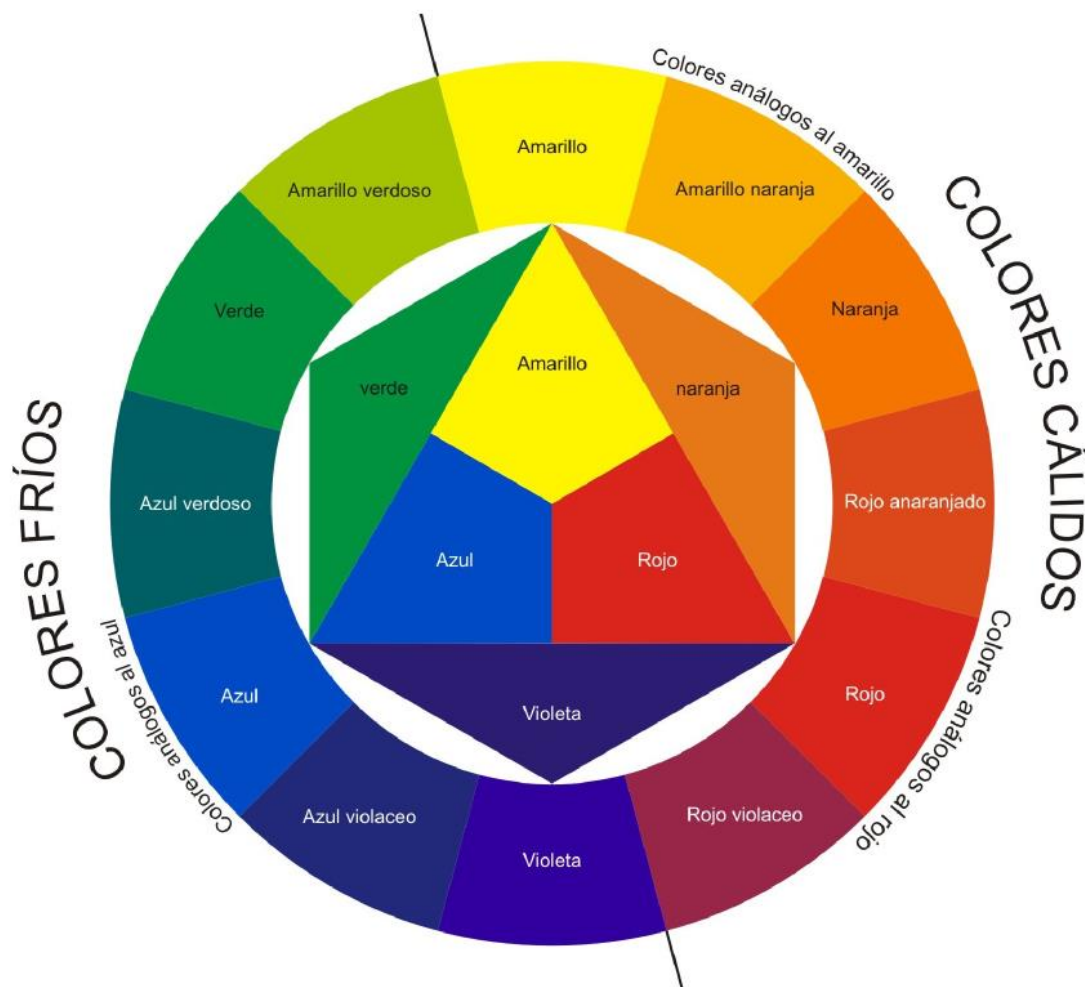 Colores análogos al amarillo
COLORES CÁLIDOS
Colores análogos al rojo
COLORES FRÍOS
Colores análogos al azul
Amarillo
Amarillo naranja
Naranja
Rojo anaranjado
Rojo
Rojo violaceo
Violeta
Azul violaceo
Azul
Azul verdoso
Verde
Amarillo verdoso
Amarillo
naranja
Rojo
Violeta
Azul
verde